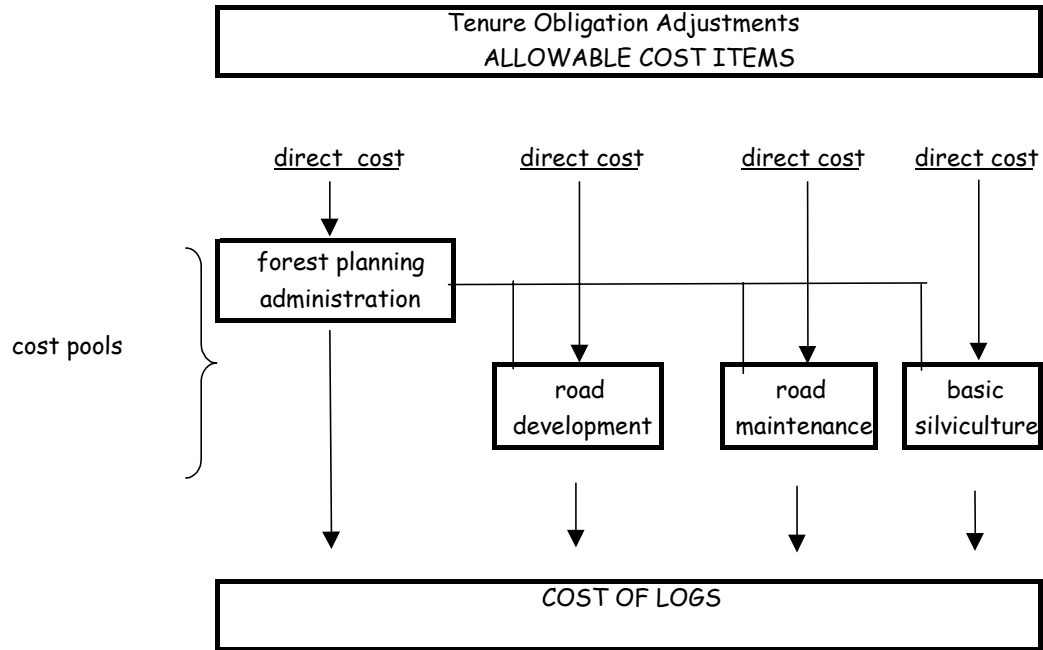 Tenure Obligation Adjustments
ALLOWABLE COST ITEMS
direct cost
direct cost
direct cost
direct cost
forest planning
administration
cost pools
road
development
road
maintenance
basic
silviculture
COST OF LOGS